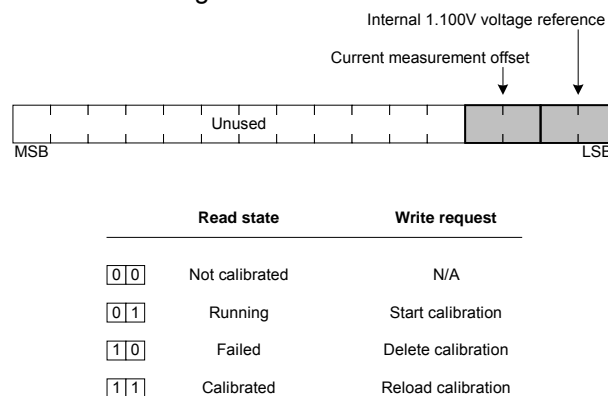 Internal 1.100V voltage reference
Current measurement offset
Unused
MSB LSB
Read state Write request
0 0 Not calibrated N/A
0 1 Running Start calibration
1 0 Failed Delete calibration
1 1 Calibrated Reload calibration